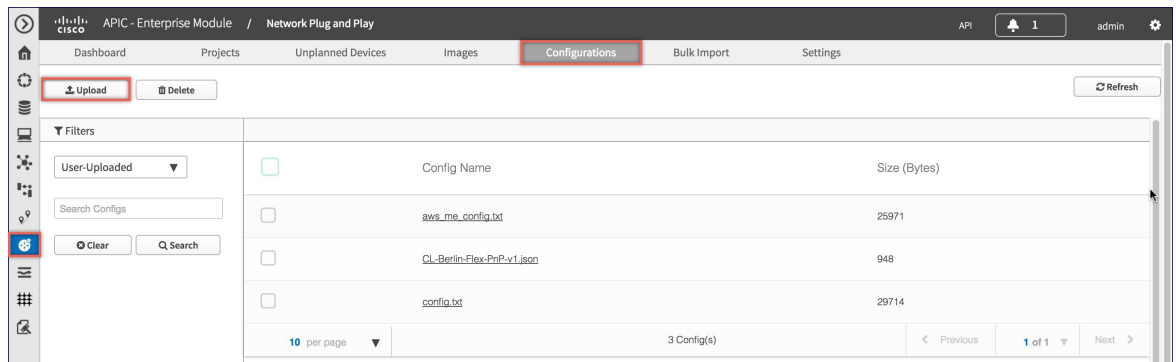 cisco APIC - Enterprise Module / Network Plug and Play API 1 admin
Dashboard Projects Unplanned Devices Images Configurations Bulk Import Settings
Upload Delete Refresh
Filters
User-Uploaded
Search Configs
Clear Search
Config Name Size (Bytes)
aws_me_config.txt 25971
CL-Berlin-Flex-PnP-v1.json 948
config.txt 29714
10 per page 3 Config(s) Previous 1 of 1 Next